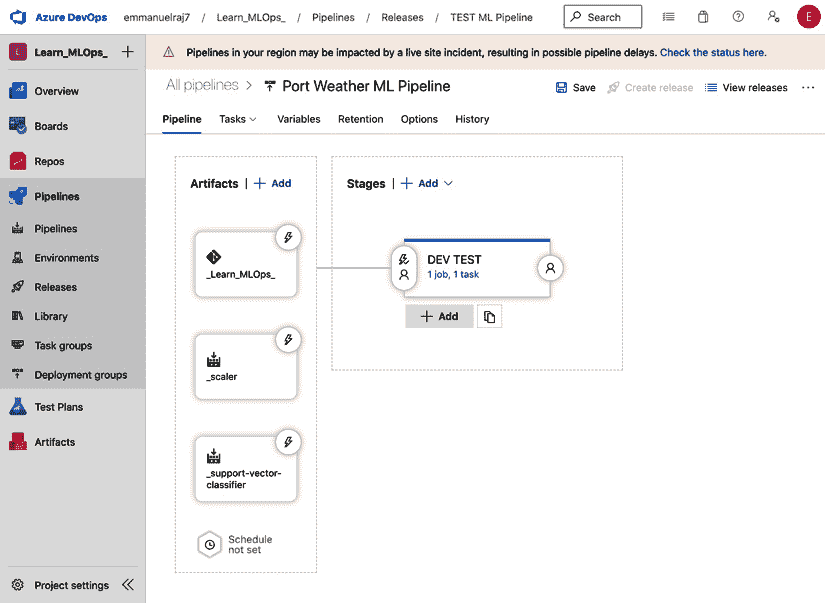 Azure DevOps emmanuelraj7 / Learn_MLOps_ / Pipelines / Releases / TEST ML Pipeline Search E
L Learn_MLOps_ +
Pipelines in your region may be impacted by a live site incident, resulting in possible pipeline delays. Check the status here.
All pipelines > Port Weather ML Pipeline Save Create release View releases ...
Pipeline Tasks Variables Retention Options History
Overview
Boards
Repos
Pipelines
Pipelines
Environments
Releases
Library
Task groups
Deployment groups
Test Plans
Artifacts
Project settings
Artifacts | + Add
_Learn_MLOps_
_scaler
_support-vector-
classifier
Schedule
not set
Stages | + Add
DEV TEST
1 job, 1 task
+ Add